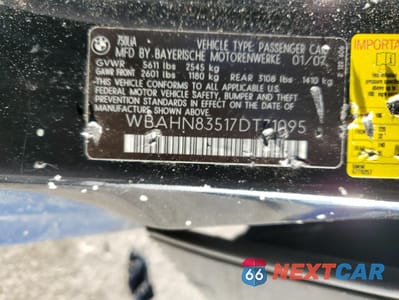 750LiA
VEHICLE TYPE PASSENGER CAR
MFD. BY BAYERISCHE MOTORENWERKE 01/07
GVWR 5611 lbs 2545 kg
GAWR FRONT 2601 lbs 1180 kg REAR 3108 lbs 1410 kg
THIS VEHICLE CONFORMS TO ALL APPLICABLE
FEDERAL MOTOR VEHICLE SAFETY, BUMPER,
AND THEFT PREVENTION STANDARDS
IN EFFECT ON THE DATE OF
MANUFACTURE SHOWN ABOVE.
WBAHN83517DT71095
IMPORTA
66 NEXTCAR